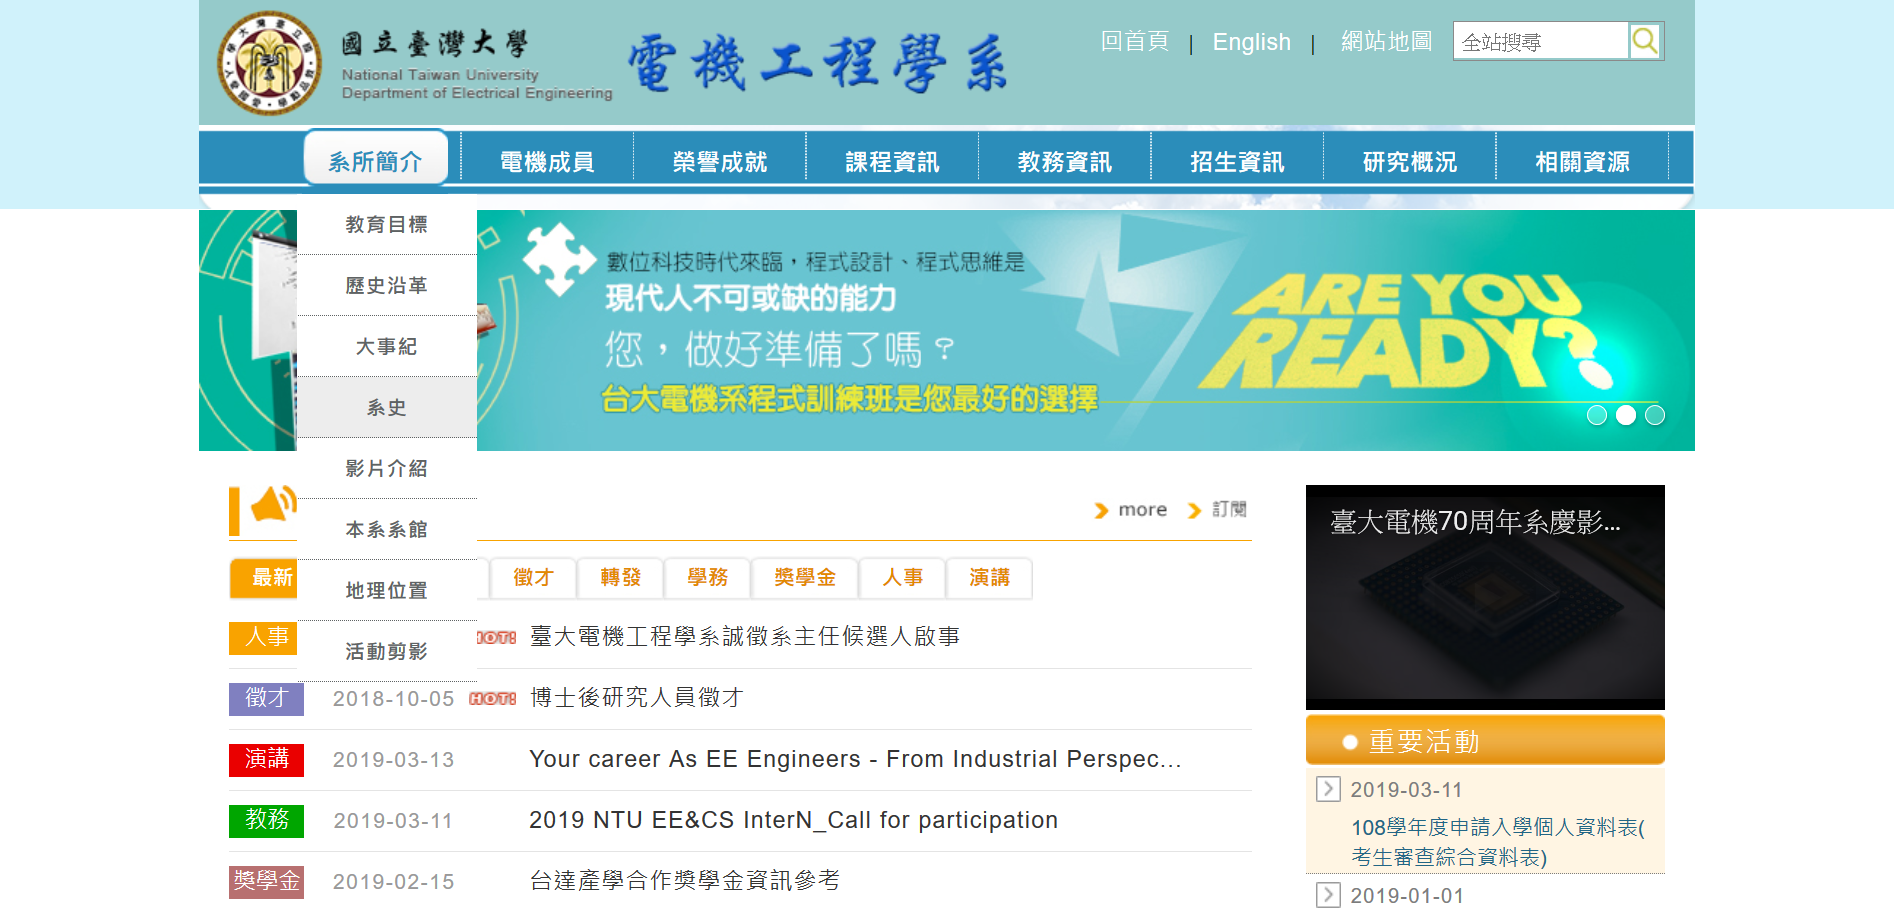 國立臺灣大學
National Taiwan University
Department of Electrical Engineering
電機工程學系
回首頁 | English | 網站地圖
全站搜尋
系所簡介 電機成員 榮譽成就 課程資訊 教務資訊 招生資訊 研究概況 相關資源
教育目標
歷史沿革
大事紀
系史
影片介紹
本系系館
地理位置
活動剪影
數位科技時代來臨，程式設計、程式思維是
現代人不可或缺的能力
您，做好準備了嗎？
台大電機系程式訓練班是您最好的選擇
ARE YOU
READY?
more 訂閱
最新 徵才 轉發 學務 獎學金 人事 演講
人事 HOT! 臺大電機工程學系誠徵系主任候選人啟事
徵才 2018-10-05 HOT! 博士後研究人員徵才
演講 2019-03-13 Your career As EE Engineers - From Industrial Perspec...
教務 2019-03-11 2019 NTU EE&CS InterN_Call for participation
獎學金 2019-02-15 台達產學合作獎學金資訊參考
臺大電機70周年系慶影...
重要活動
2019-03-11
108學年度申請入學個人資料表(
考生審查綜合資料表)
2019-01-01